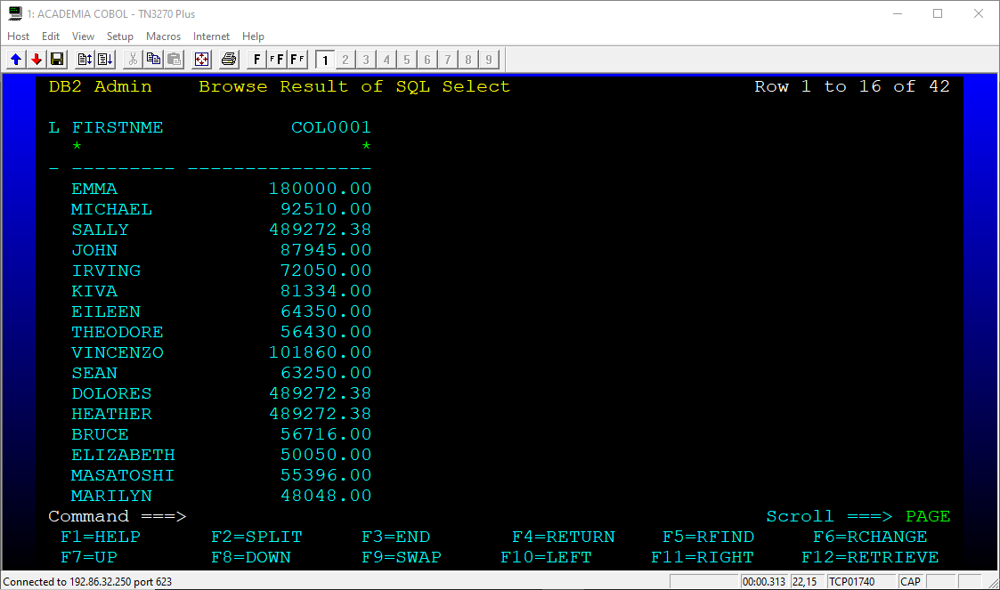 1: ACADEMIA COBOL - TN3270 Plus
Host Edit View Setup Macros Internet Help
F F F F F 1 2 3 4 5 6 7 8 9
DB2 Admin Browse Result of SQL Select Row 1 to 16 of 42
L FIRSTNME COL0001
* *
- --------- ----------------
EMMA 180000.00
MICHAEL 92510.00
SALLY 489272.38
JOHN 87945.00
IRVING 72050.00
KIVA 81334.00
EILEEN 64350.00
THEODORE 56430.00
VINCENZO 101860.00
SEAN 63250.00
DOLORES 489272.38
HEATHER 489272.38
BRUCE 56716.00
ELIZABETH 50050.00
MASATOSHI 55396.00
MARILYN 48048.00
Command ===> Scroll ===> PAGE
F1=HELP F2=SPLIT F3=END F4=RETURN F5=RFIND F6=RCHANGE
F7=UP F8=DOWN F9=SWAP F10=LEFT F11=RIGHT F12=RETRIEVE
Connected to 192.86.32.250 port 623 00:00.313 22,15 TCP01740 CAP